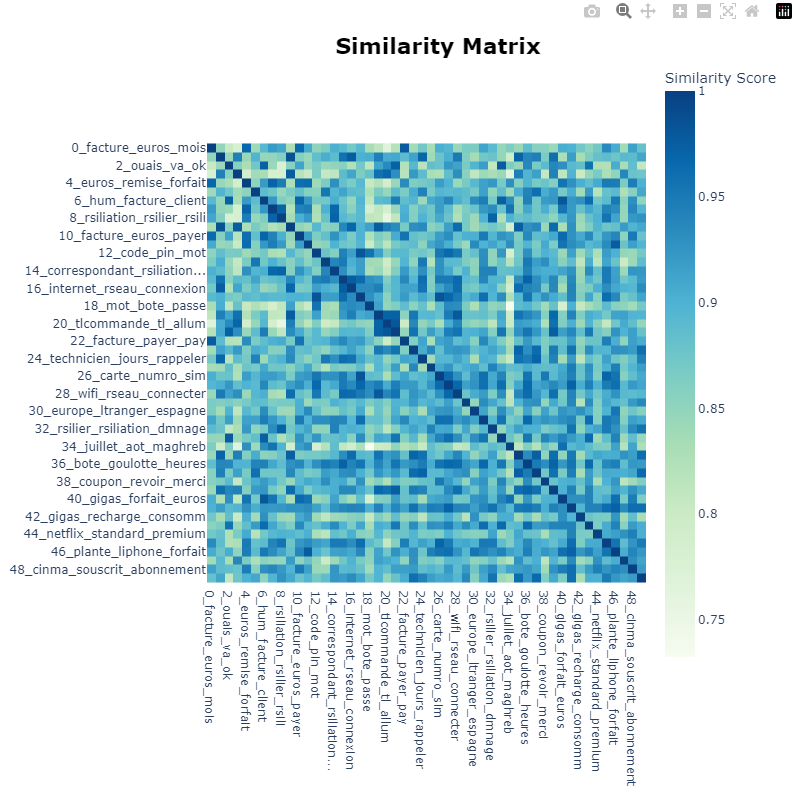 Similarity Matrix
Similarity Score
1
0.95
0.9
0.85
0.8
0.75
0_facture_euros_mois
2_ouais_va_ok
4_euros_remise_forfait
6_hum_facture_client
8_rsiliation_rsilier_rsili
10_facture_euros_payer
12_code_pin_mot
14_correspondant_rsiliation...
16_internet_rseau_connexion
18_mot_bote_passe
20_tlcommande_tl_allum
22_facture_payer_pay
24_technicien_jours_rappeler
26_carte_numro_sim
28_wifi_rseau_connecter
30_europe_ltranger_espagne
32_rsilier_rsiliation_dmnage
34_juillet_aot_maghreb
36_bote_goulotte_heures
38_coupon_revoir_merci
40_gigas_forfait_euros
42_gigas_recharge_consomm
44_netflix_standard_premium
46_plante_liphone_forfait
48_cinma_souscrit_abonnement
0_facture_euros_mois
2_ouais_va_ok
4_euros_remise_forfait
6_hum_facture_client
8_rsiliation_rsilier_rsili
10_facture_euros_payer
12_code_pin_mot
14_correspondant_rsiliation...
16_internet_rseau_connexion
18_mot_bote_passe
20_tlcommande_tl_allum
22_facture_payer_pay
24_technicien_jours_rappeler
26_carte_numro_sim
28_wifi_rseau_connecter
30_europe_ltranger_espagne
32_rsilier_rsiliation_dmnage
34_juillet_aot_maghreb
36_bote_goulotte_heures
38_coupon_revoir_merci
40_gigas_forfait_euros
42_gigas_recharge_consomm
44_netflix_standard_premium
46_plante_liphone_forfait
48_cinma_souscrit_abonnement